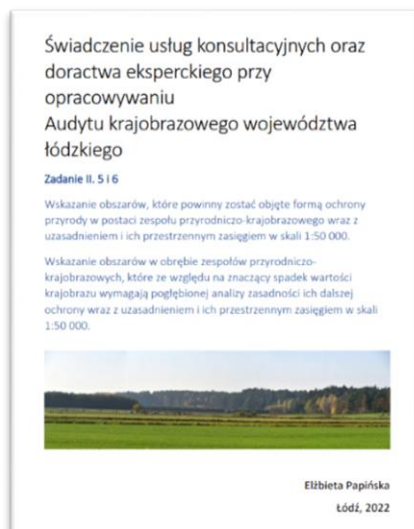 Świadczenie usług konsultacyjnych oraz
doractwa eksperckiego przy
opracowywaniu
Audytu krajobrazowego województwa
łódzkiego
Zadanie II. 5 i 6
Wskazanie obszarów, które powinny zostać objęte formą ochrony
przyrody w postaci zespołu przyrodniczo-krajobrazowego wraz z
uzasadnieniem i ich przestrzennym zasięgiem w skali 1:50 000.
Wskazanie obszarów w obrębie zespołów przyrodniczo-
krajobrazowych, które ze względu na znaczący spadek wartości
krajobrazu wymagają pogłębionej analizy zasadności ich dalszej
ochrony wraz z uzasadnieniem i ich przestrzennym zasięgiem w skali
1:50 000.
Elżbieta Papińska
Łódź, 2022